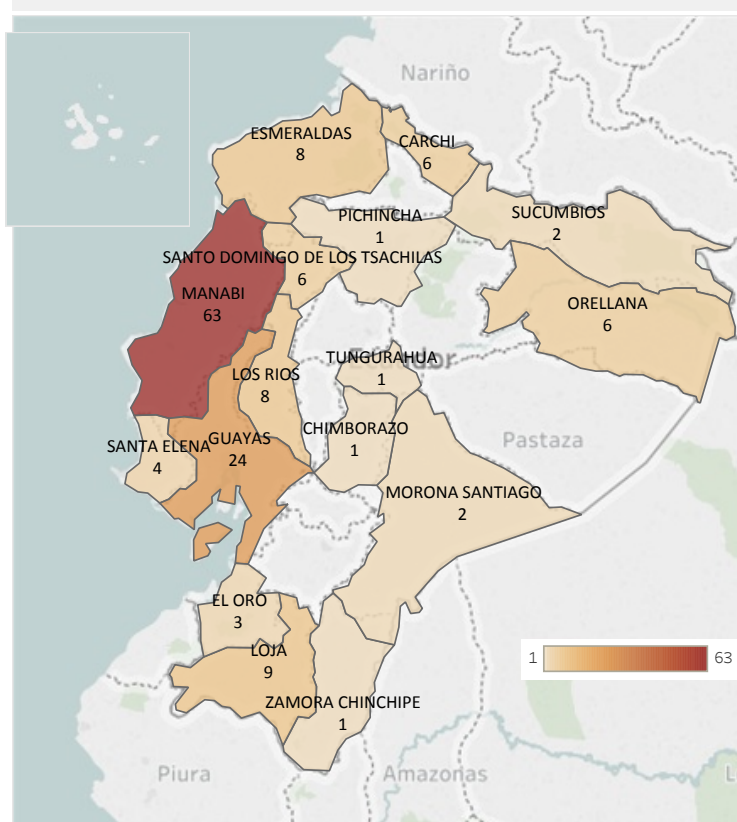 Nariño
ESMERALDAS
8
CARCHI
6
PICHINCHA
1
SUCUMBIOS
2
SANTO DOMINGO DE LOS TSACHILAS
6
MANABI
63
ORELLANA
6
Ecuador
TUNGURAHUA
1
LOS RIOS
8
CHIMBORAZO
1
Pastaza
SANTA ELENA
4
GUAYAS
24
MORONA SANTIAGO
2
EL ORO
3
LOJA
9
1 63
ZAMORA CHINCHIPE
1
Piura
Amazonas